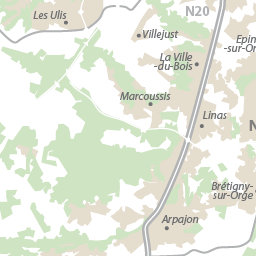 N20
Les Ulis
Villejust
Epin
-sur-Or
La Ville
-du-Bois
Marcoussis
Linas
N
Brétigny-
sur-Orge
Arpajon